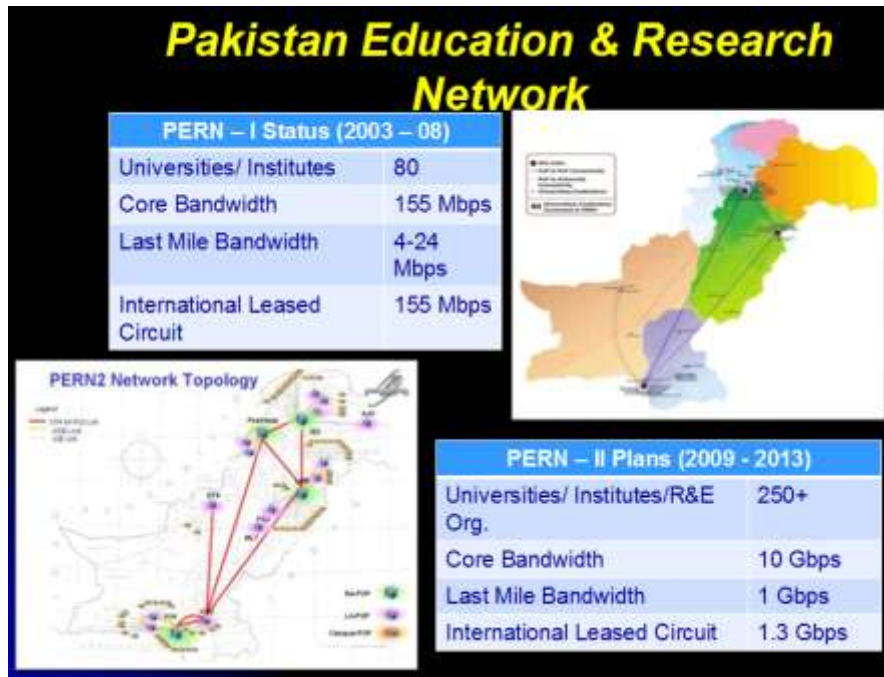 Pakistan Education & Research
Network
PERN – I Status (2003 – 08)
Universities/ Institutes 80
Core Bandwidth 155 Mbps
Last Mile Bandwidth 4-24
Mbps
International Leased 155 Mbps
Circuit
PERN2 Network Topology
PERN – II Plans (2009 - 2013)
Universities/ Institutes/R&E 250+
Org.
Core Bandwidth 10 Gbps
Last Mile Bandwidth 1 Gbps
International Leased Circuit 1.3 Gbps